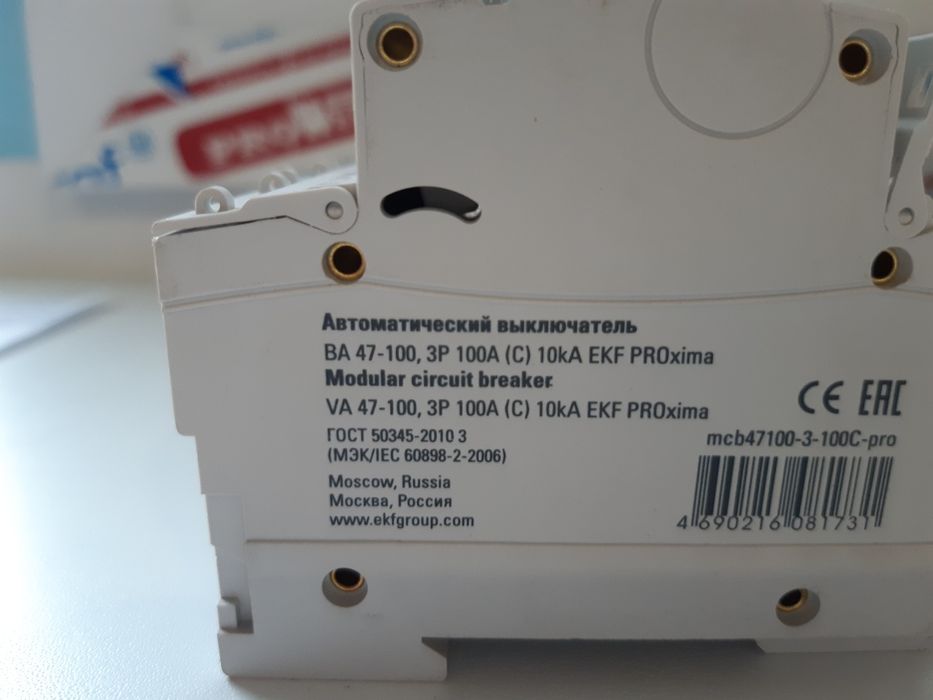 Автоматический выключатель
ВА 47-100, 3P 100A (C) 10kA EKF PROxima
Modular circuit breaker
VA 47-100, 3P 100A (C) 10kA EKF PROxima
ГОСТ 50345-2010 3
(МЭК/IEC 60898-2-2006)
Moscow, Russia
Москва, Россия
www.ekfgroup.com
CE EAC
mcb47100-3-100C-pro
4 690216 081731